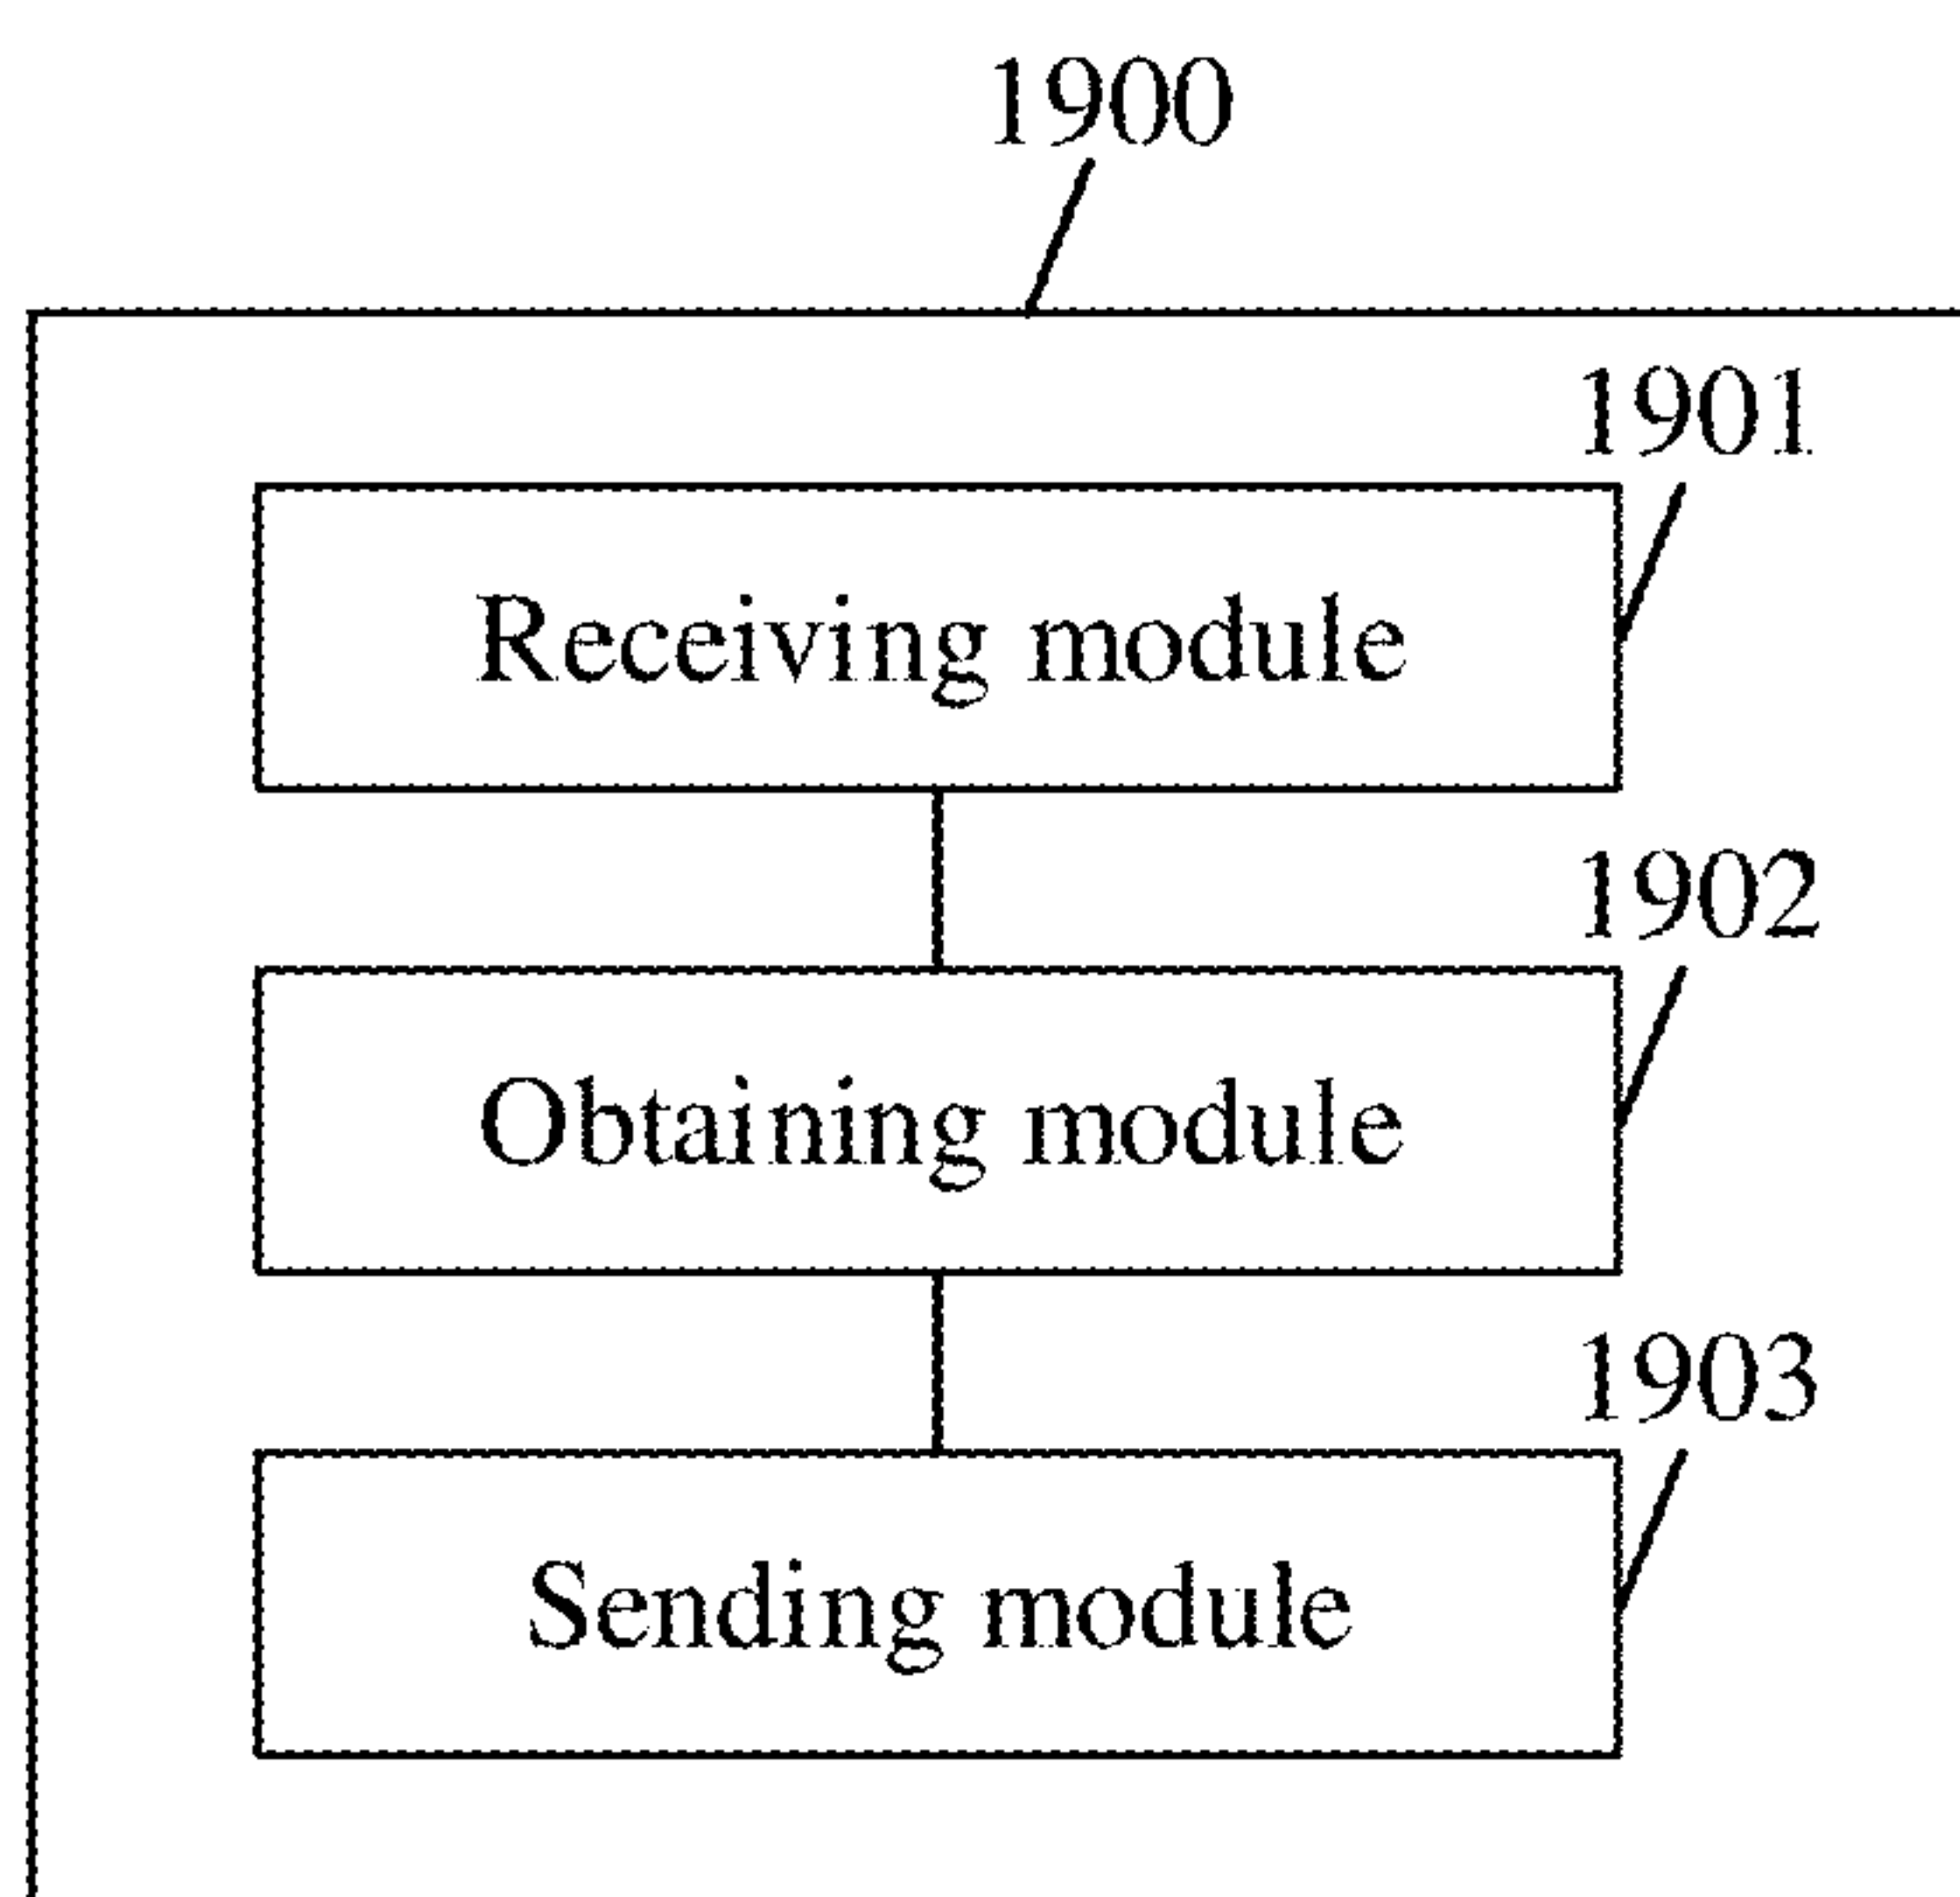 1900
1901
Receiving module
1902
Obtaining module
1903
Sending module